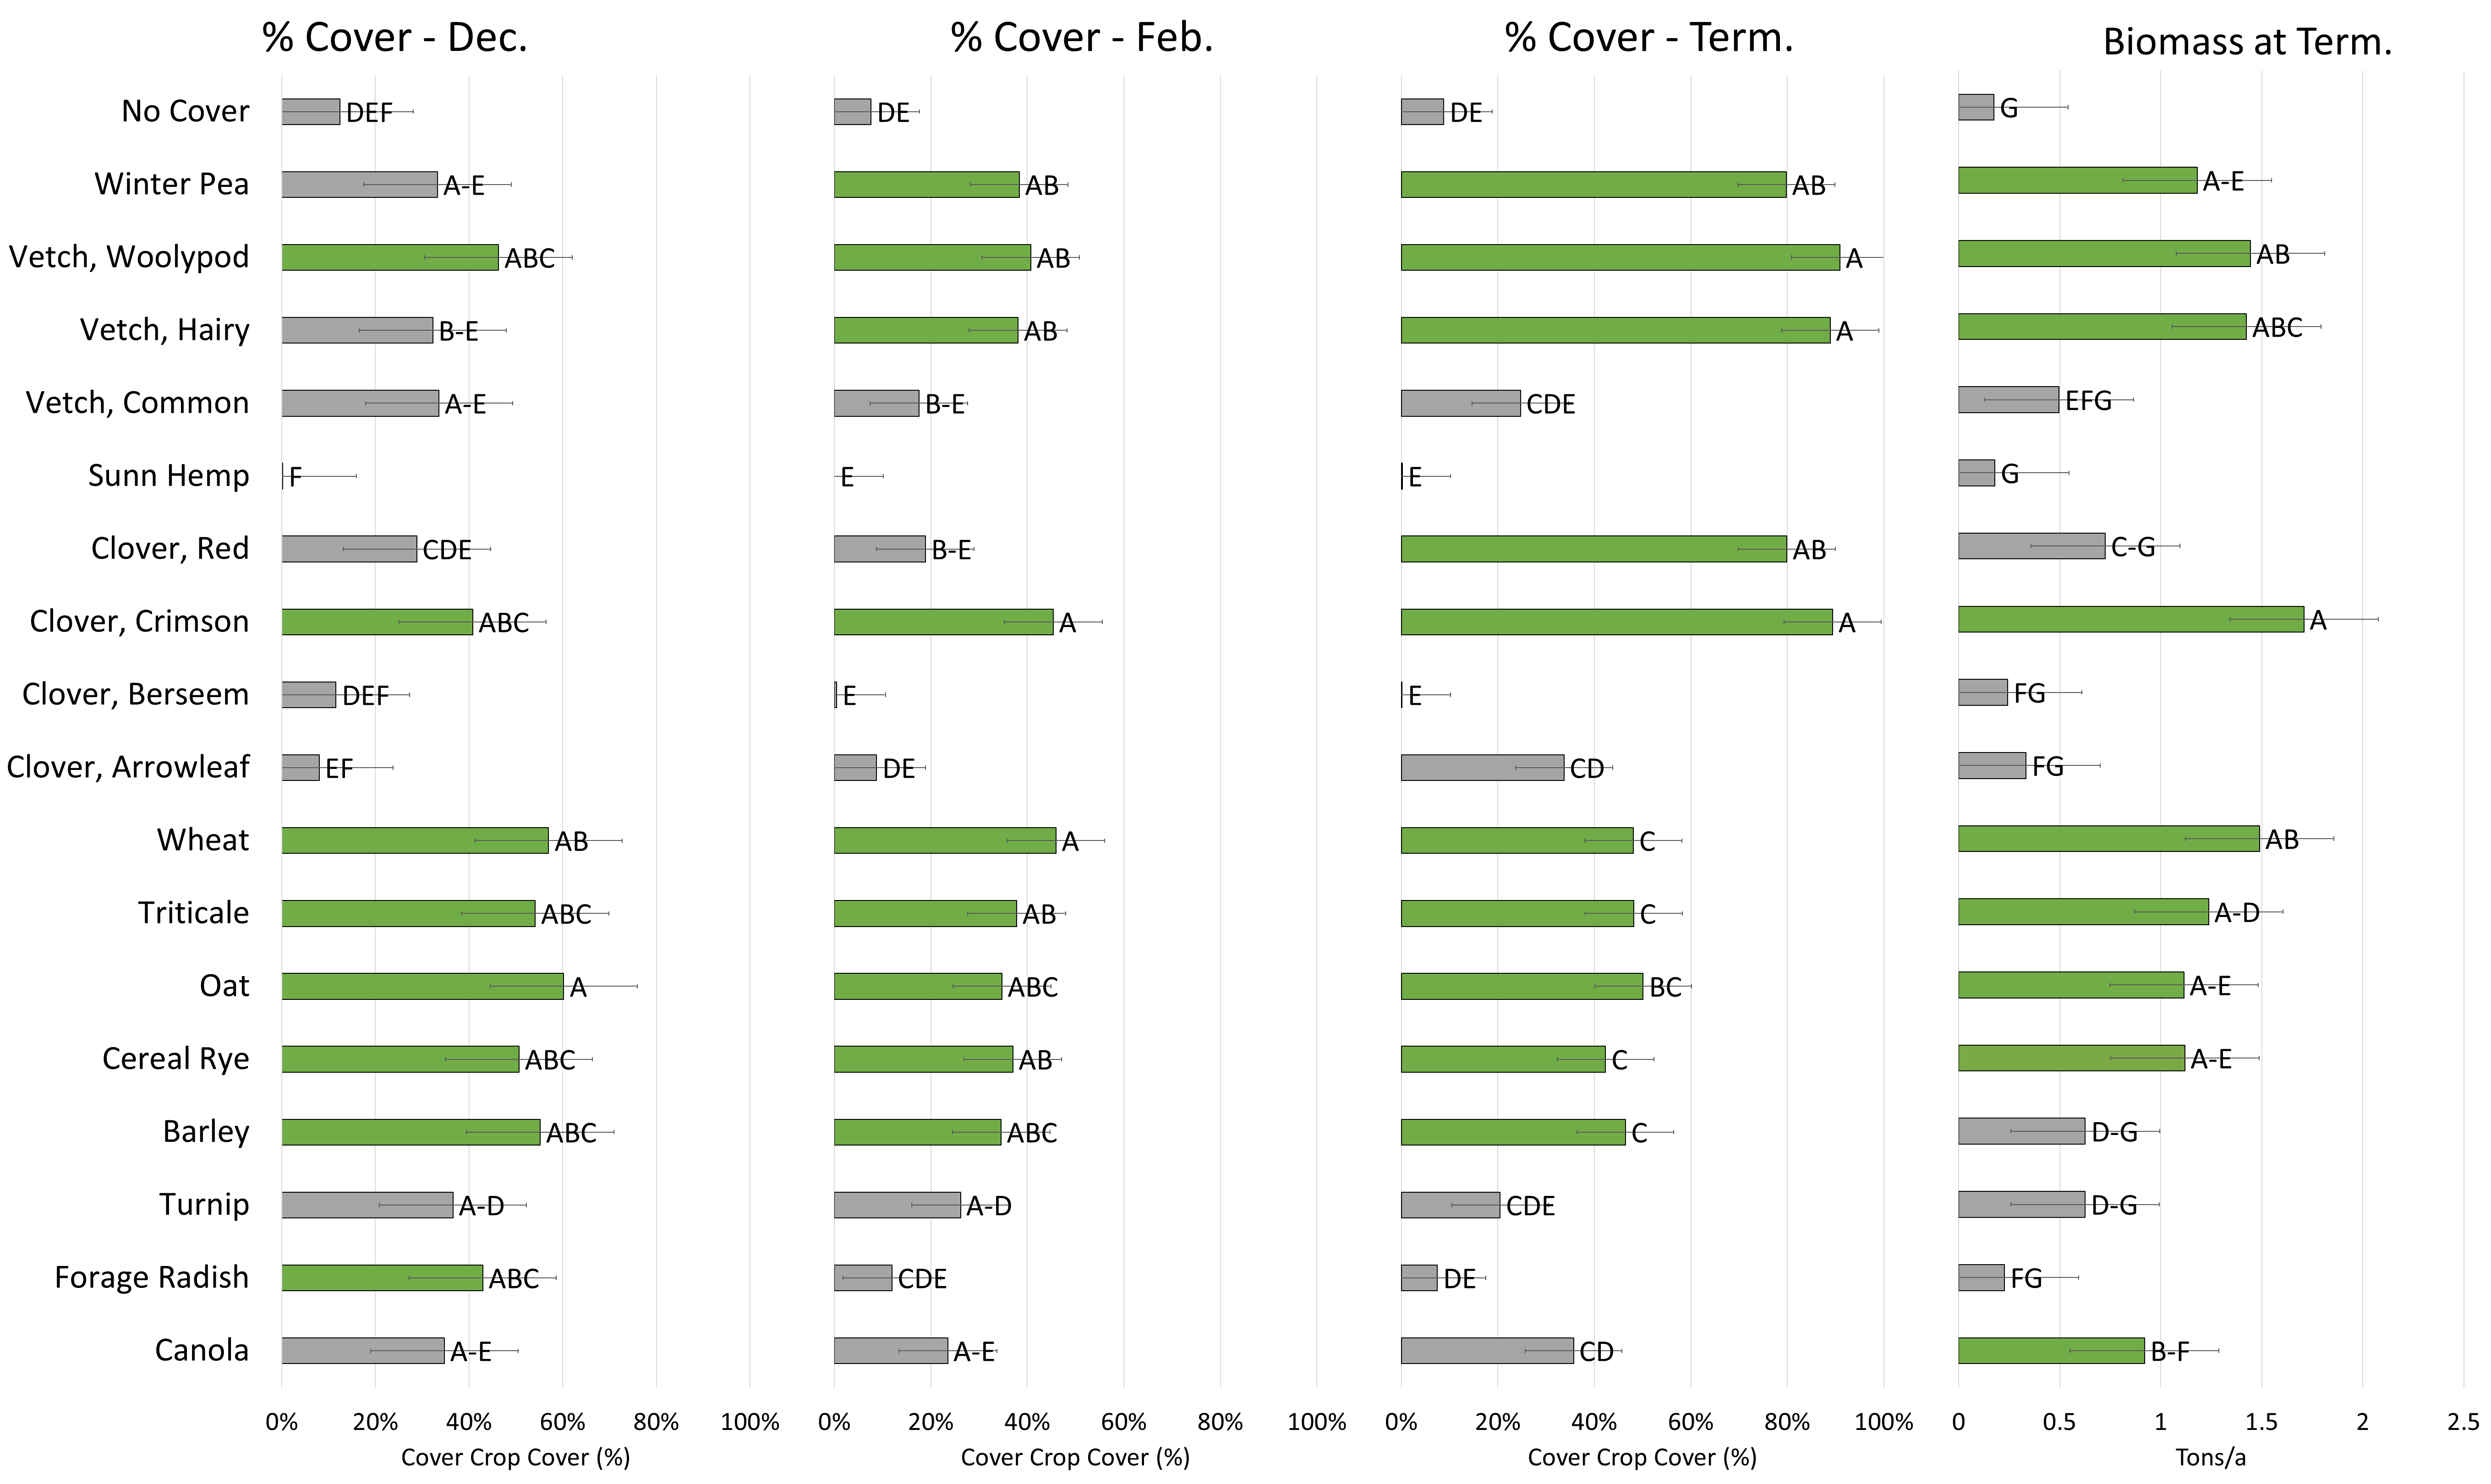 % Cover - Dec.
% Cover - Feb.
% Cover - Term.
Biomass at Term.
No Cover DEF DE DE G
Winter Pea A-E AB AB A-E
Vetch, Woolypod ABC AB A AB
Vetch, Hairy B-E AB A ABC
Vetch, Common A-E B-E CDE EFG
Sunn Hemp F E E G
Clover, Red CDE B-E AB C-G
Clover, Crimson ABC A A A
Clover, Berseem DEF E E FG
Clover, Arrowleaf EF DE CD FG
Wheat AB A C AB
Triticale ABC AB C A-D
Oat A ABC BC A-E
Cereal Rye ABC AB C A-E
Barley ABC ABC C D-G
Turnip A-D A-D CDE D-G
Forage Radish ABC CDE DE FG
Canola A-E A-E CD B-F
0% 20% 40% 60% 80% 100%
0% 20% 40% 60% 80% 100%
0% 20% 40% 60% 80% 100%
0 0.5 1 1.5 2 2.5
Cover Crop Cover (%)
Cover Crop Cover (%)
Cover Crop Cover (%)
Tons/a